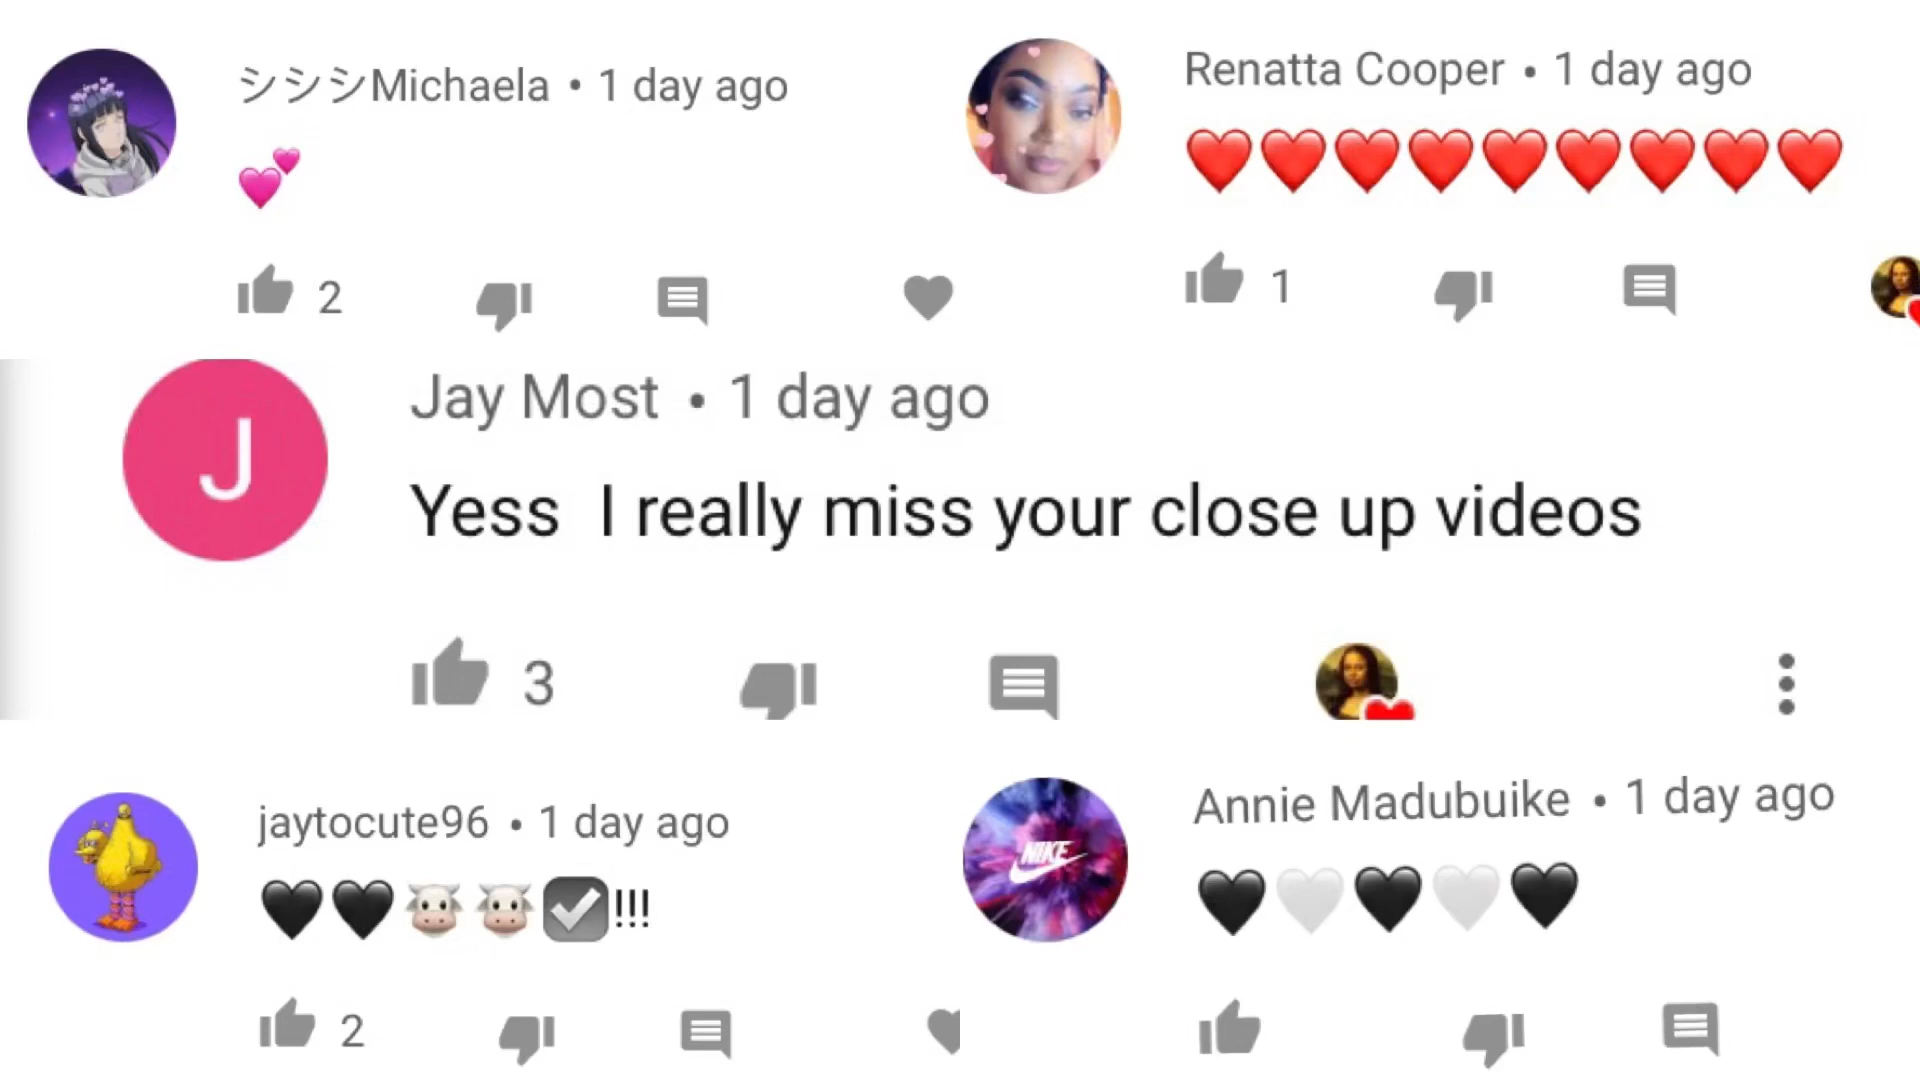 シシシMichaela • 1 day ago
💕
2
Renatta Cooper • 1 day ago
❤️❤️❤️❤️❤️❤️❤️❤️❤️
1
J
Jay Most • 1 day ago
Yess I really miss your close up videos
3
jaytocute96 • 1 day ago
🖤🖤🐮🐮☑️!!!
2
NIKE
Annie Madubuike • 1 day ago
🖤🤍🖤🤍🖤